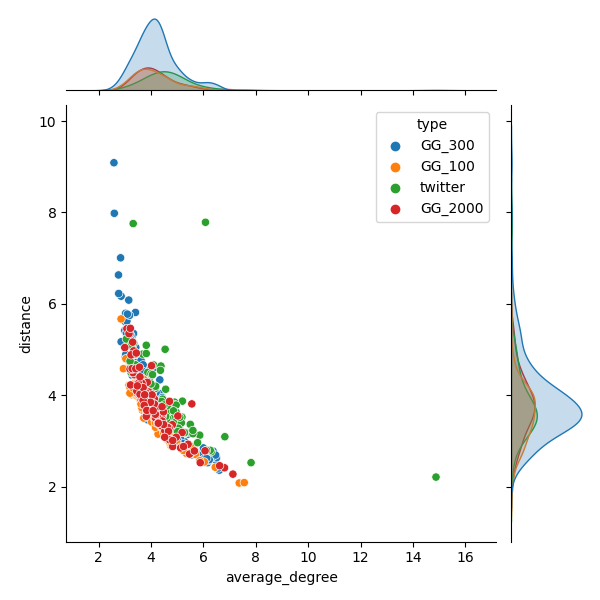 10
8
6
4
2
distance
type
GG_300
GG_100
twitter
GG_2000
2 4 6 8 10 12 14 16
average_degree